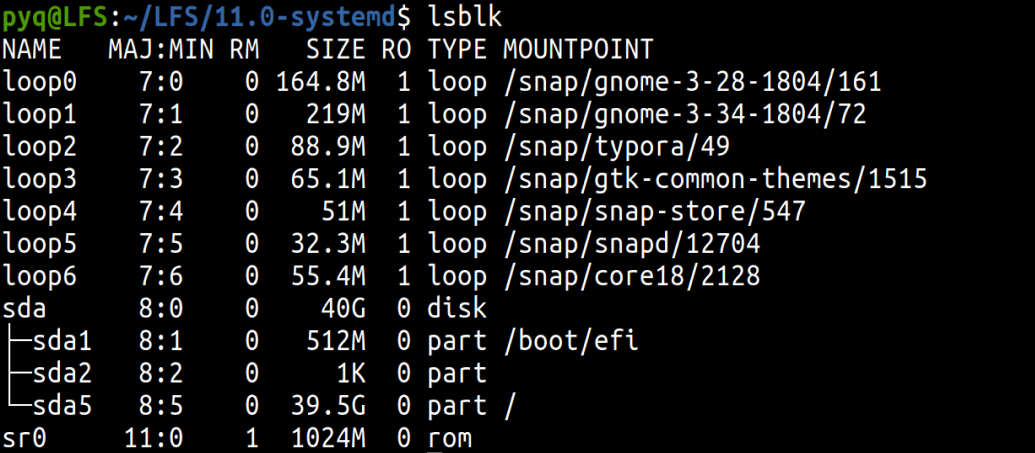 pyq@LFS:~/LFS/11.0-systemd$ lsblk
NAME   MAJ:MIN RM   SIZE RO TYPE MOUNTPOINT
loop0    7:0    0 164.8M  1 loop /snap/gnome-3-28-1804/161
loop1    7:1    0   219M  1 loop /snap/gnome-3-34-1804/72
loop2    7:2    0  88.9M  1 loop /snap/typora/49
loop3    7:3    0  65.1M  1 loop /snap/gtk-common-themes/1515
loop4    7:4    0    51M  1 loop /snap/snap-store/547
loop5    7:5    0  32.3M  1 loop /snap/snapd/12704
loop6    7:6    0  55.4M  1 loop /snap/core18/2128
sda      8:0    0    40G  0 disk
├─sda1   8:1    0   512M  0 part /boot/efi
├─sda2   8:2    0     1K  0 part
└─sda5   8:5    0  39.5G  0 part /
sr0     11:0    1  1024M  0 rom